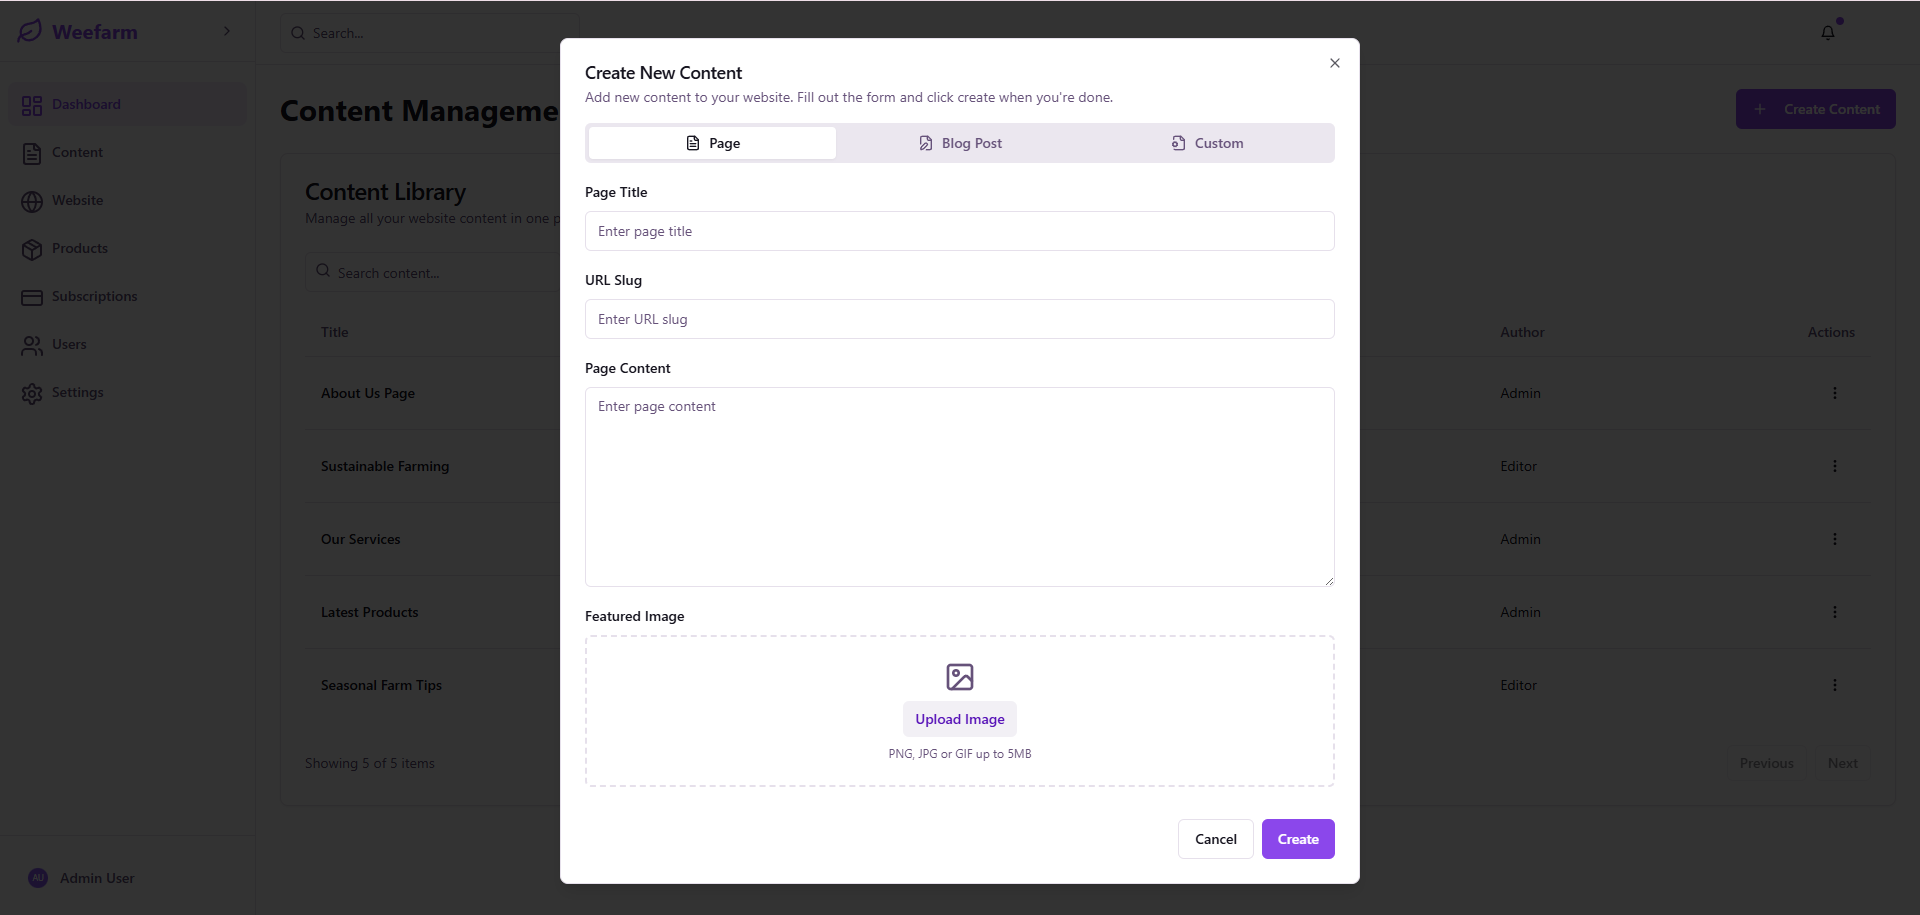 Weefarm
Search...
Dashboard
Content
Website
Products
Subscriptions
Users
Settings
AU
Admin User
Content Manageme
Create Content
Content Library
Manage all your website content in one p
Search content...
Title
Author
Actions
About Us Page
Admin
Sustainable Farming
Editor
Our Services
Admin
Latest Products
Admin
Seasonal Farm Tips
Editor
Showing 5 of 5 items
Previous
Next
Create New Content
Add new content to your website. Fill out the form and click create when you're done.
Page
Blog Post
Custom
Page Title
Enter page title
URL Slug
Enter URL slug
Page Content
Enter page content
Featured Image
Upload Image
PNG, JPG or GIF up to 5MB
Cancel
Create